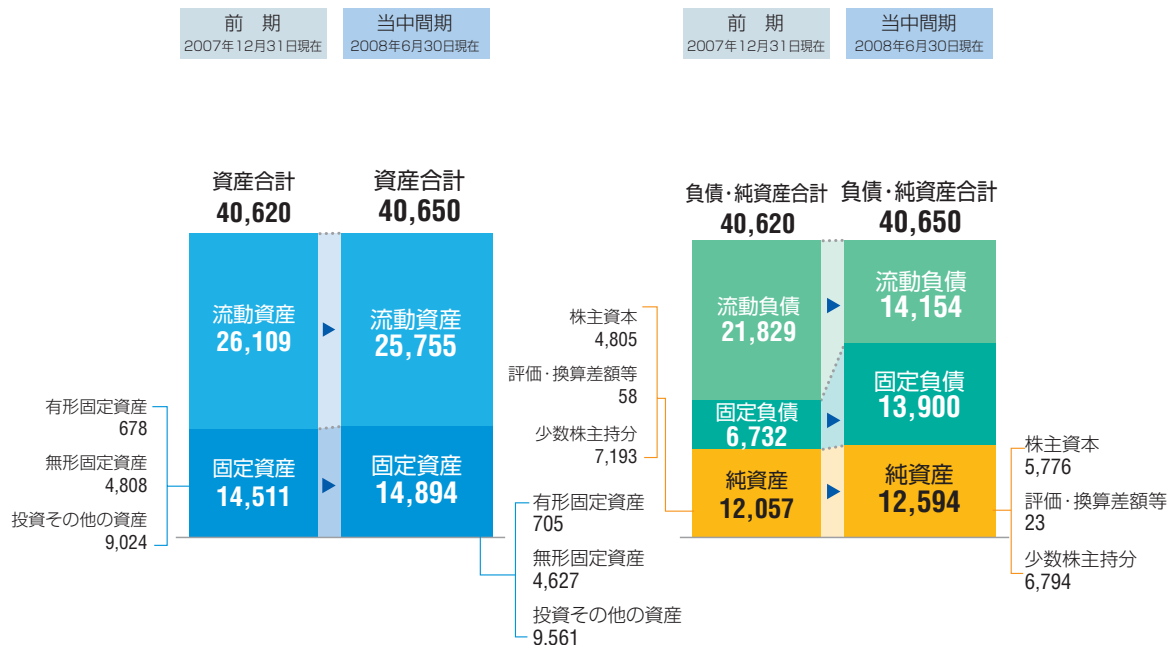 前 期
2007年12月31日現在
当中間期
2008年6月30日現在
資産合計
40,620
資産合計
40,650
流動資産
26,109
流動資産
25,755
固定資産
14,511
固定資産
14,894
有形固定資産
678
無形固定資産
4,808
投資その他の資産
9,024
有形固定資産
705
無形固定資産
4,627
投資その他の資産
9,561
前 期
2007年12月31日現在
当中間期
2008年6月30日現在
負債・純資産合計
40,620
負債・純資産合計
40,650
流動負債
21,829
流動負債
14,154
固定負債
6,732
固定負債
13,900
純資産
12,057
純資産
12,594
株主資本
4,805
評価・換算差額等
58
少数株主持分
7,193
株主資本
5,776
評価・換算差額等
23
少数株主持分
6,794